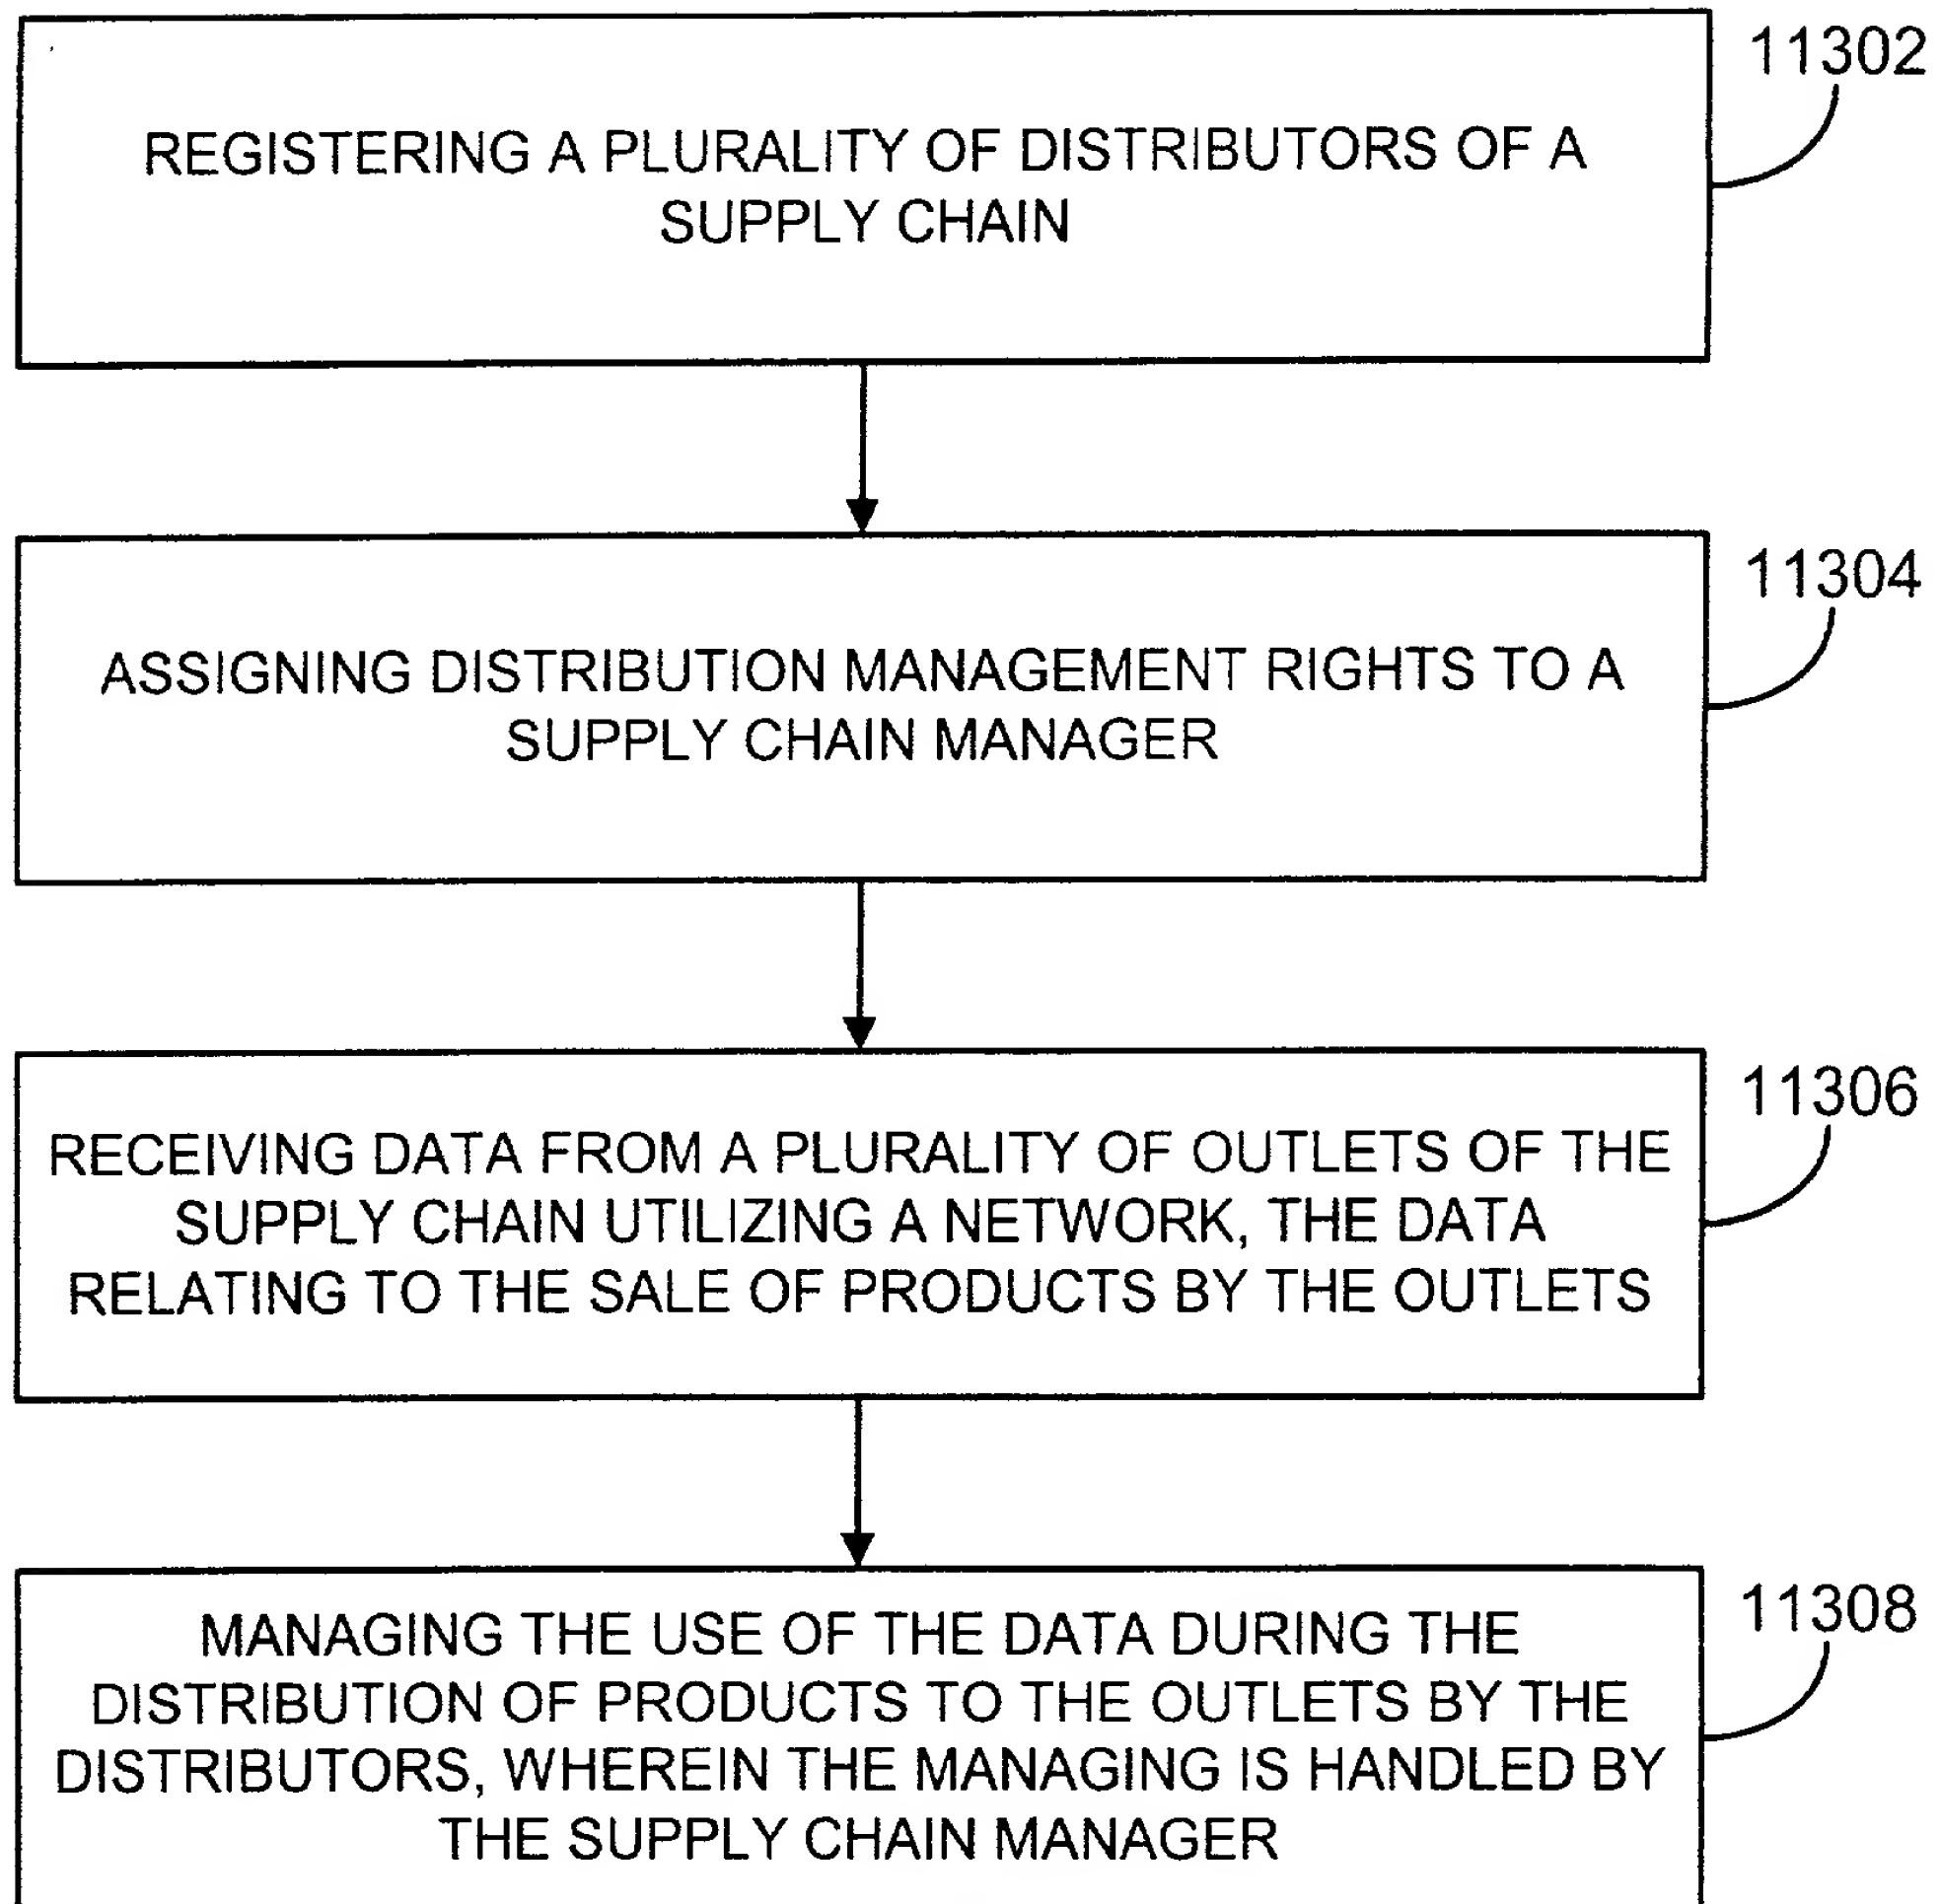 11302
REGISTERING A PLURALITY OF DISTRIBUTORS OF A
SUPPLY CHAIN
11304
ASSIGNING DISTRIBUTION MANAGEMENT RIGHTS TO A
SUPPLY CHAIN MANAGER
11306
RECEIVING DATA FROM A PLURALITY OF OUTLETS OF THE
SUPPLY CHAIN UTILIZING A NETWORK, THE DATA
RELATING TO THE SALE OF PRODUCTS BY THE OUTLETS
11308
MANAGING THE USE OF THE DATA DURING THE
DISTRIBUTION OF PRODUCTS TO THE OUTLETS BY THE
DISTRIBUTORS, WHEREIN THE MANAGING IS HANDLED BY
THE SUPPLY CHAIN MANAGER